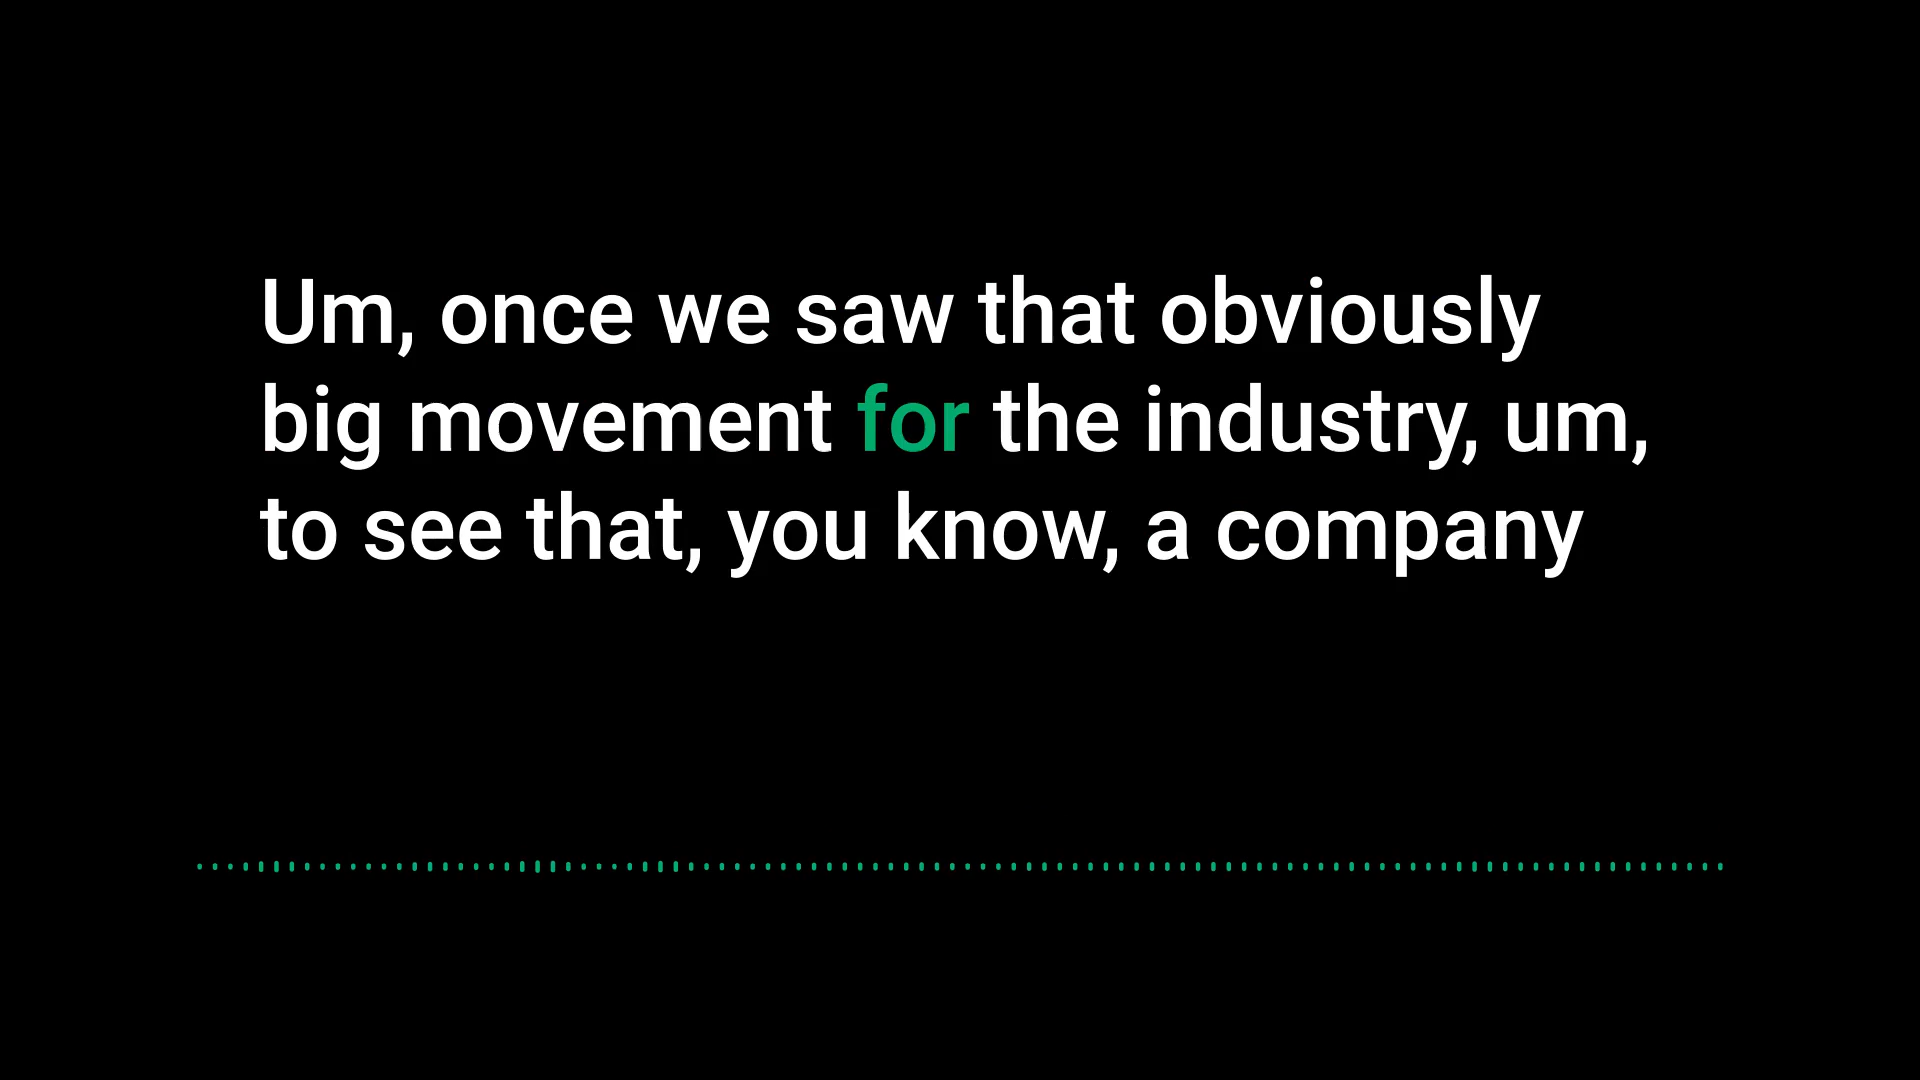 Um, once we saw that obviously
big movement for the industry, um,
to see that, you know, a company